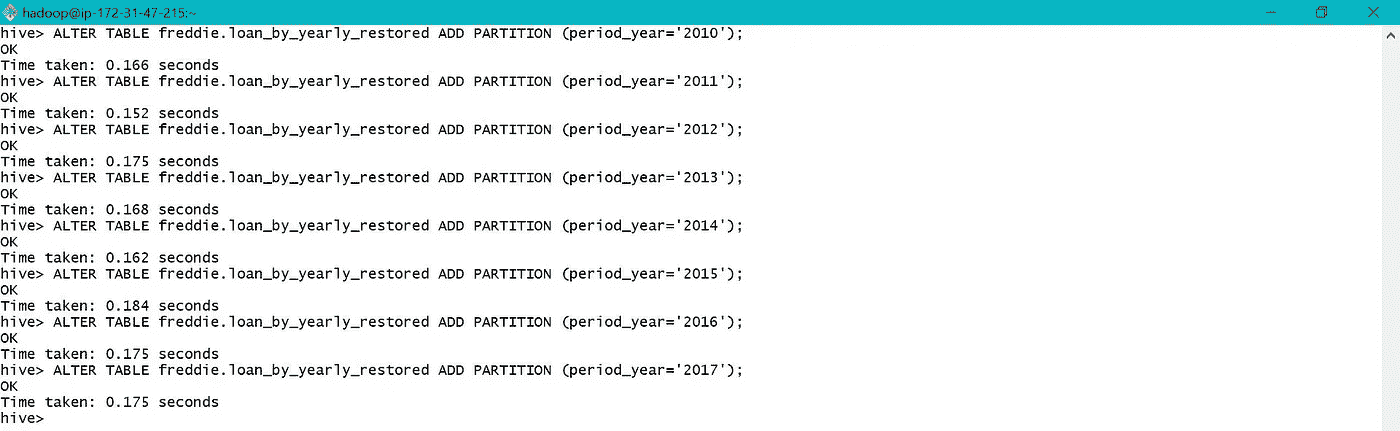 hadoop@ip-172-31-47-215:~
hive> ALTER TABLE freddie.loan_by_yearly_restored ADD PARTITION (period_year='2010');
OK
Time taken: 0.166 seconds
hive> ALTER TABLE freddie.loan_by_yearly_restored ADD PARTITION (period_year='2011');
OK
Time taken: 0.152 seconds
hive> ALTER TABLE freddie.loan_by_yearly_restored ADD PARTITION (period_year='2012');
OK
Time taken: 0.175 seconds
hive> ALTER TABLE freddie.loan_by_yearly_restored ADD PARTITION (period_year='2013');
OK
Time taken: 0.168 seconds
hive> ALTER TABLE freddie.loan_by_yearly_restored ADD PARTITION (period_year='2014');
OK
Time taken: 0.162 seconds
hive> ALTER TABLE freddie.loan_by_yearly_restored ADD PARTITION (period_year='2015');
OK
Time taken: 0.184 seconds
hive> ALTER TABLE freddie.loan_by_yearly_restored ADD PARTITION (period_year='2016');
OK
Time taken: 0.175 seconds
hive> ALTER TABLE freddie.loan_by_yearly_restored ADD PARTITION (period_year='2017');
OK
Time taken: 0.175 seconds
hive>